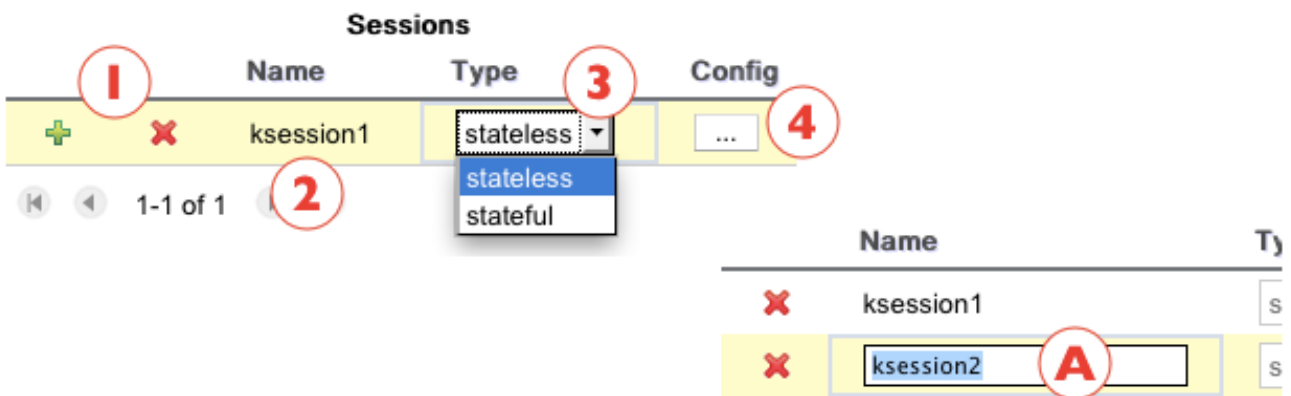 Sessions
1 Name Type 3 Config
ksession1 stateless ... 4
stateless
1-1 of 1 2 stateful
Name Ty
ksession1 s
ksession2 A s